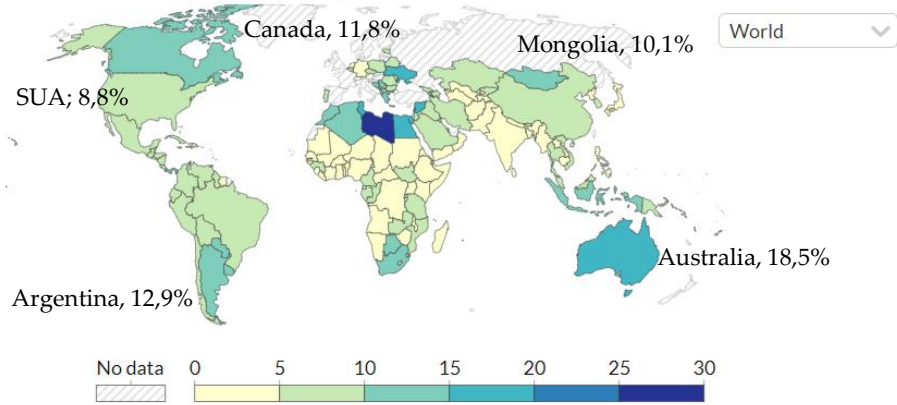 Canada, 11,8%
World
Mongolia, 10,1%
SUA; 8,8%
Australia, 18,5%
Argentina, 12,9%
No data 0 5 10 15 20 25 30